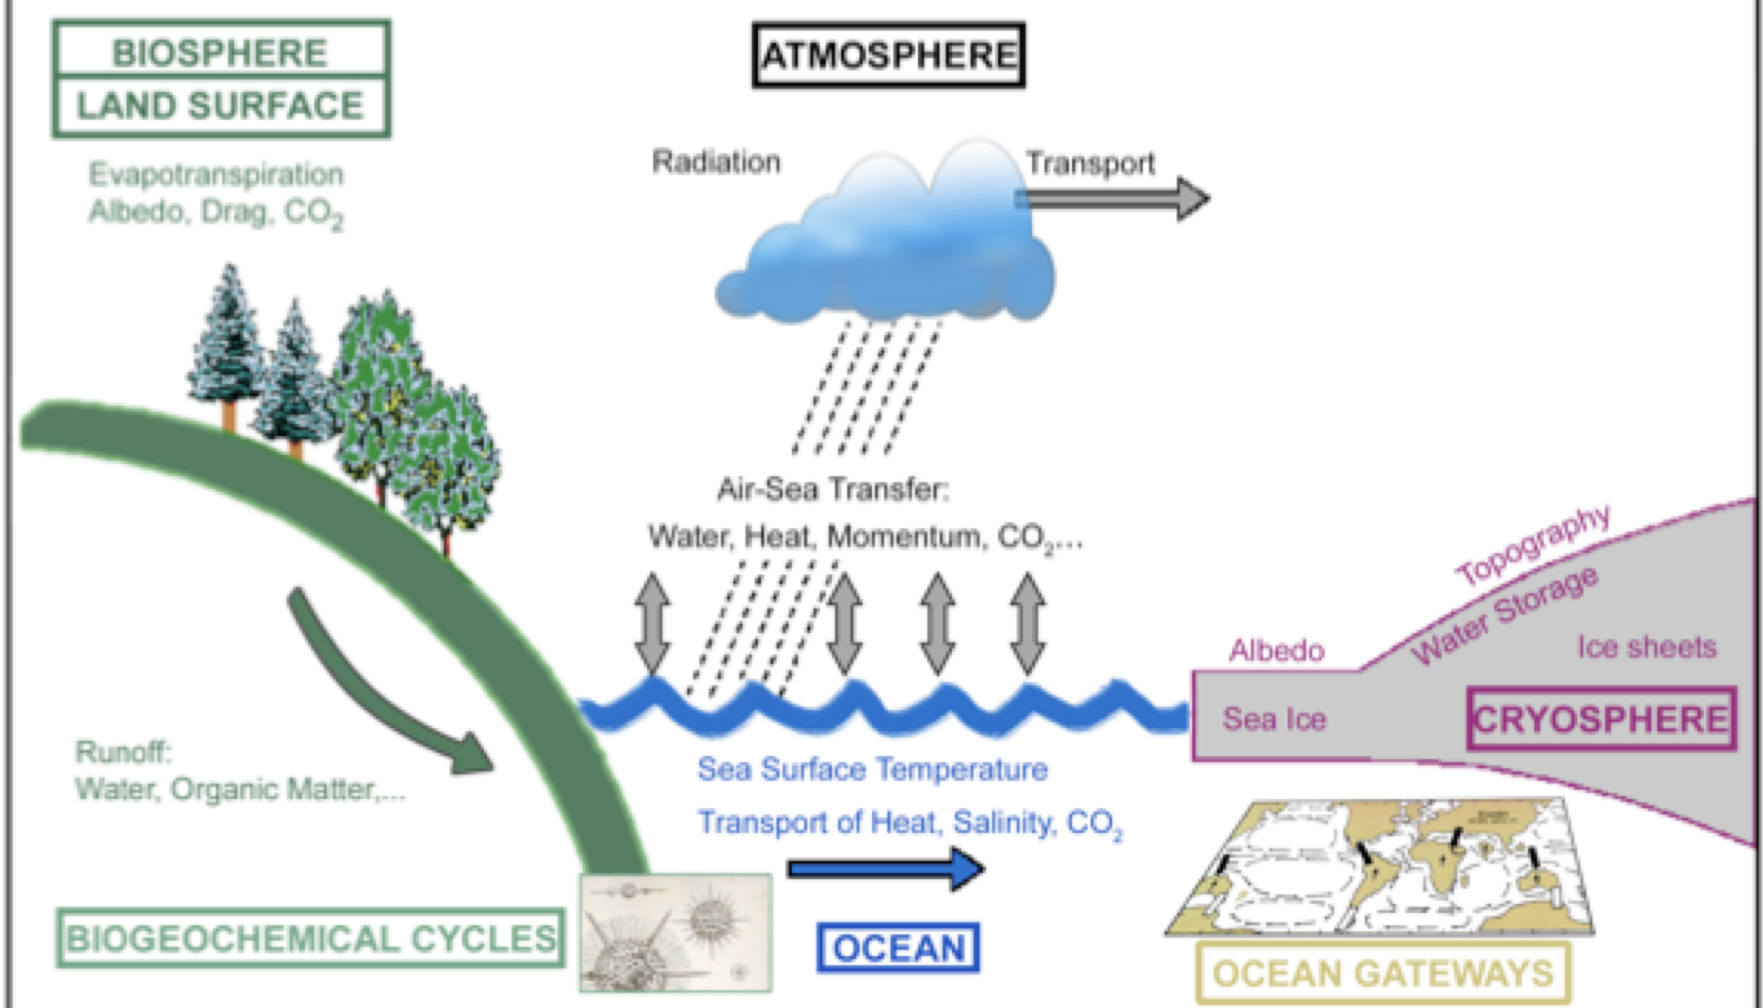 BIOSPHERE
LAND SURFACE
Evapotranspiration
Albedo, Drag, CO₂
ATMOSPHERE
Radiation
Transport
Air-Sea Transfer:
Water, Heat, Momentum, CO₂...
Topography
Water Storage
Albedo
Ice sheets
Sea Ice
CRYOSPHERE
Runoff:
Water, Organic Matter,...
Sea Surface Temperature
Transport of Heat, Salinity, CO₂
BIOGEOCHEMICAL CYCLES
OCEAN
OCEAN GATEWAYS